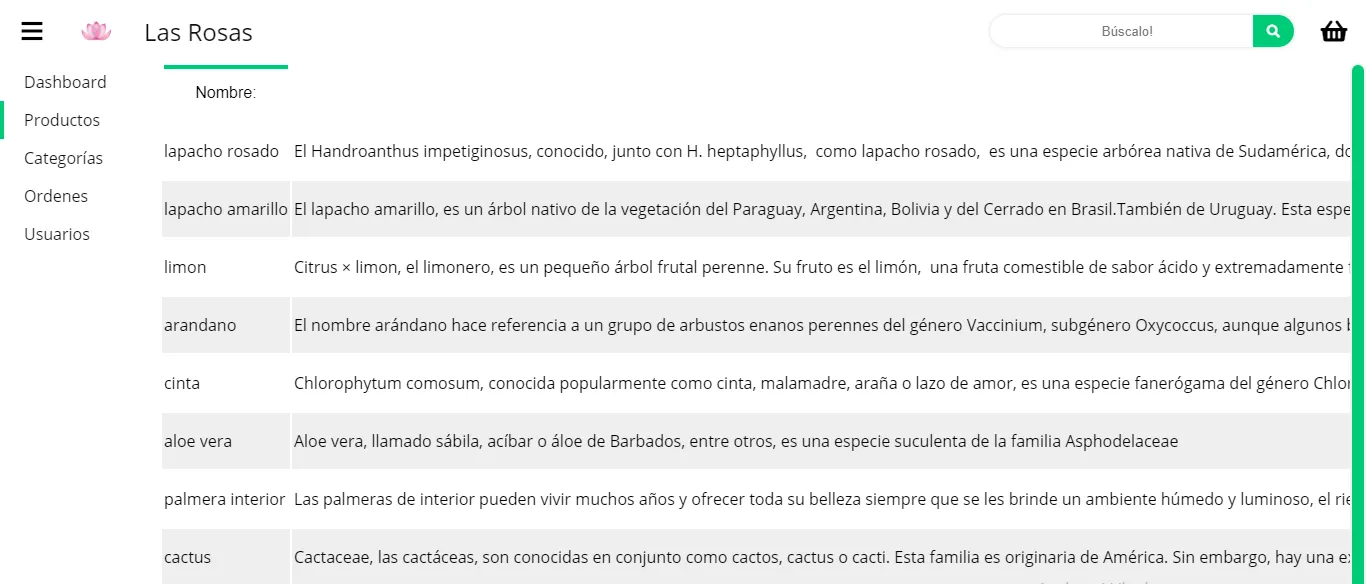 Las Rosas
Búscalo!
Dashboard
Productos
Categorías
Ordenes
Usuarios
Nombre:
lapacho rosado El Handroanthus impetiginosus, conocido, junto con H. heptaphyllus,  como lapacho rosado,  es una especie arbórea nativa de Sudamérica,
lapacho amarillo El lapacho amarillo, es un árbol nativo de la vegetación del Paraguay, Argentina, Bolivia y del Cerrado en Brasil.También de Uruguay. Esta espe
limon Citrus × limon, el limonero, es un pequeño árbol frutal perenne. Su fruto es el limón,  una fruta comestible de sabor ácido y extremadamente
arandano El nombre arándano hace referencia a un grupo de arbustos enanos perennes del género Vaccinium, subgénero Oxycoccus, aunque algunos
cinta Chlorophytum comosum, conocida popularmente como cinta, malamadre, araña o lazo de amor, es una especie fanerógama del género Chlor
aloe vera Aloe vera, llamado sábila, acíbar o áloe de Barbados, entre otros, es una especie suculenta de la familia Asphodelaceae
palmera interior Las palmeras de interior pueden vivir muchos años y ofrecer toda su belleza siempre que se les brinde un ambiente húmedo y luminoso, el rie
cactus Cactaceae, las cactáceas, son conocidas en conjunto como cactos, cactus o cacti. Esta familia es originaria de América. Sin embargo, hay una